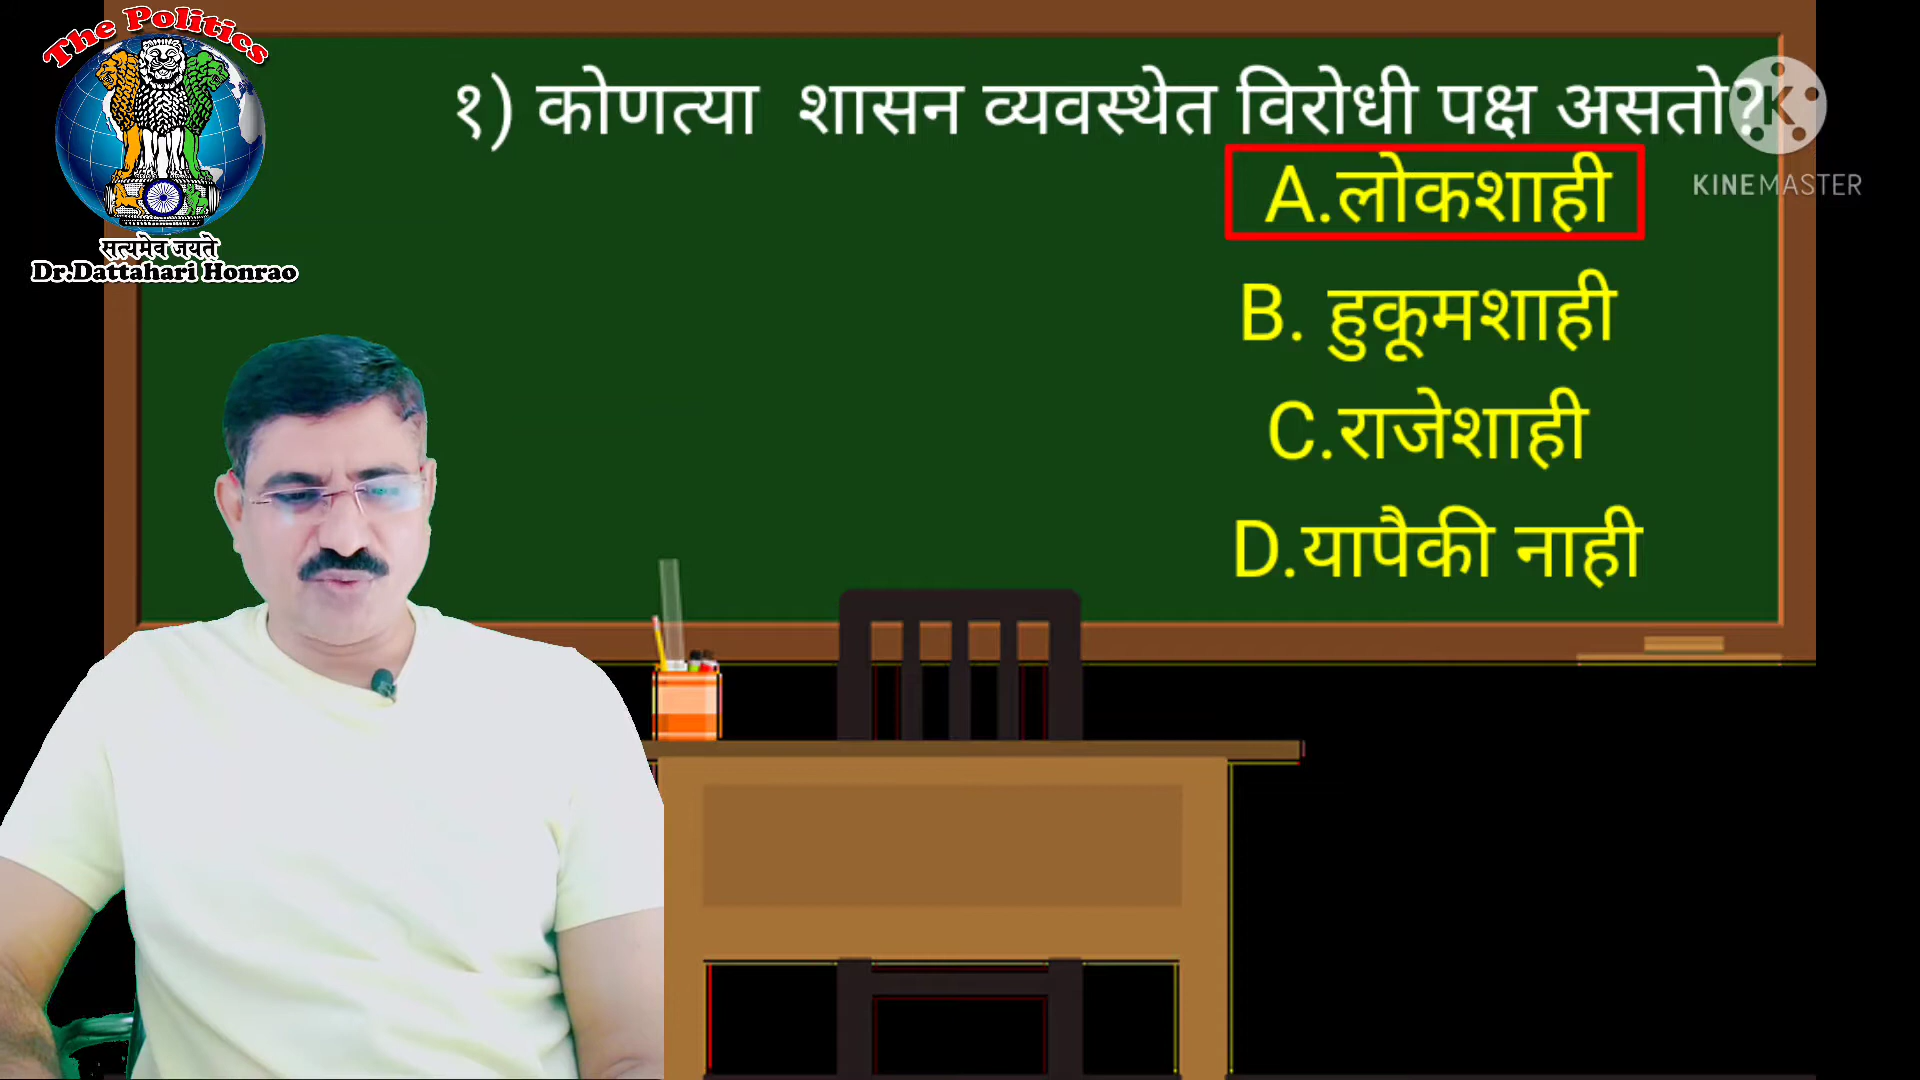 The Politics
सत्यमेव जयते
Dr.Dattahari Honrao
१) कोणत्या शासन व्यवस्थेत विरोधी पक्ष असतो?
A.लोकशाही
B. हुकूमशाही
C.राजेशाही
D.यापैकी नाही
K
KINEMASTER